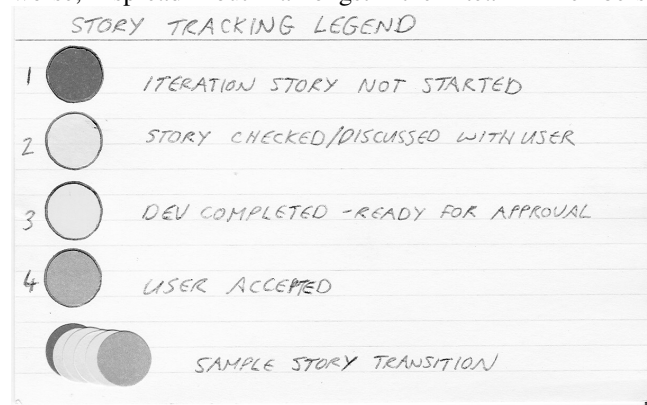 STORY TRACKING LEGEND
1 ITERATION STORY NOT STARTED
2 STORY CHECKED/DISCUSSED WITH USER
3 DEV COMPLETED - READY FOR APPROVAL
4 USER ACCEPTED
SAMPLE STORY TRANSITION